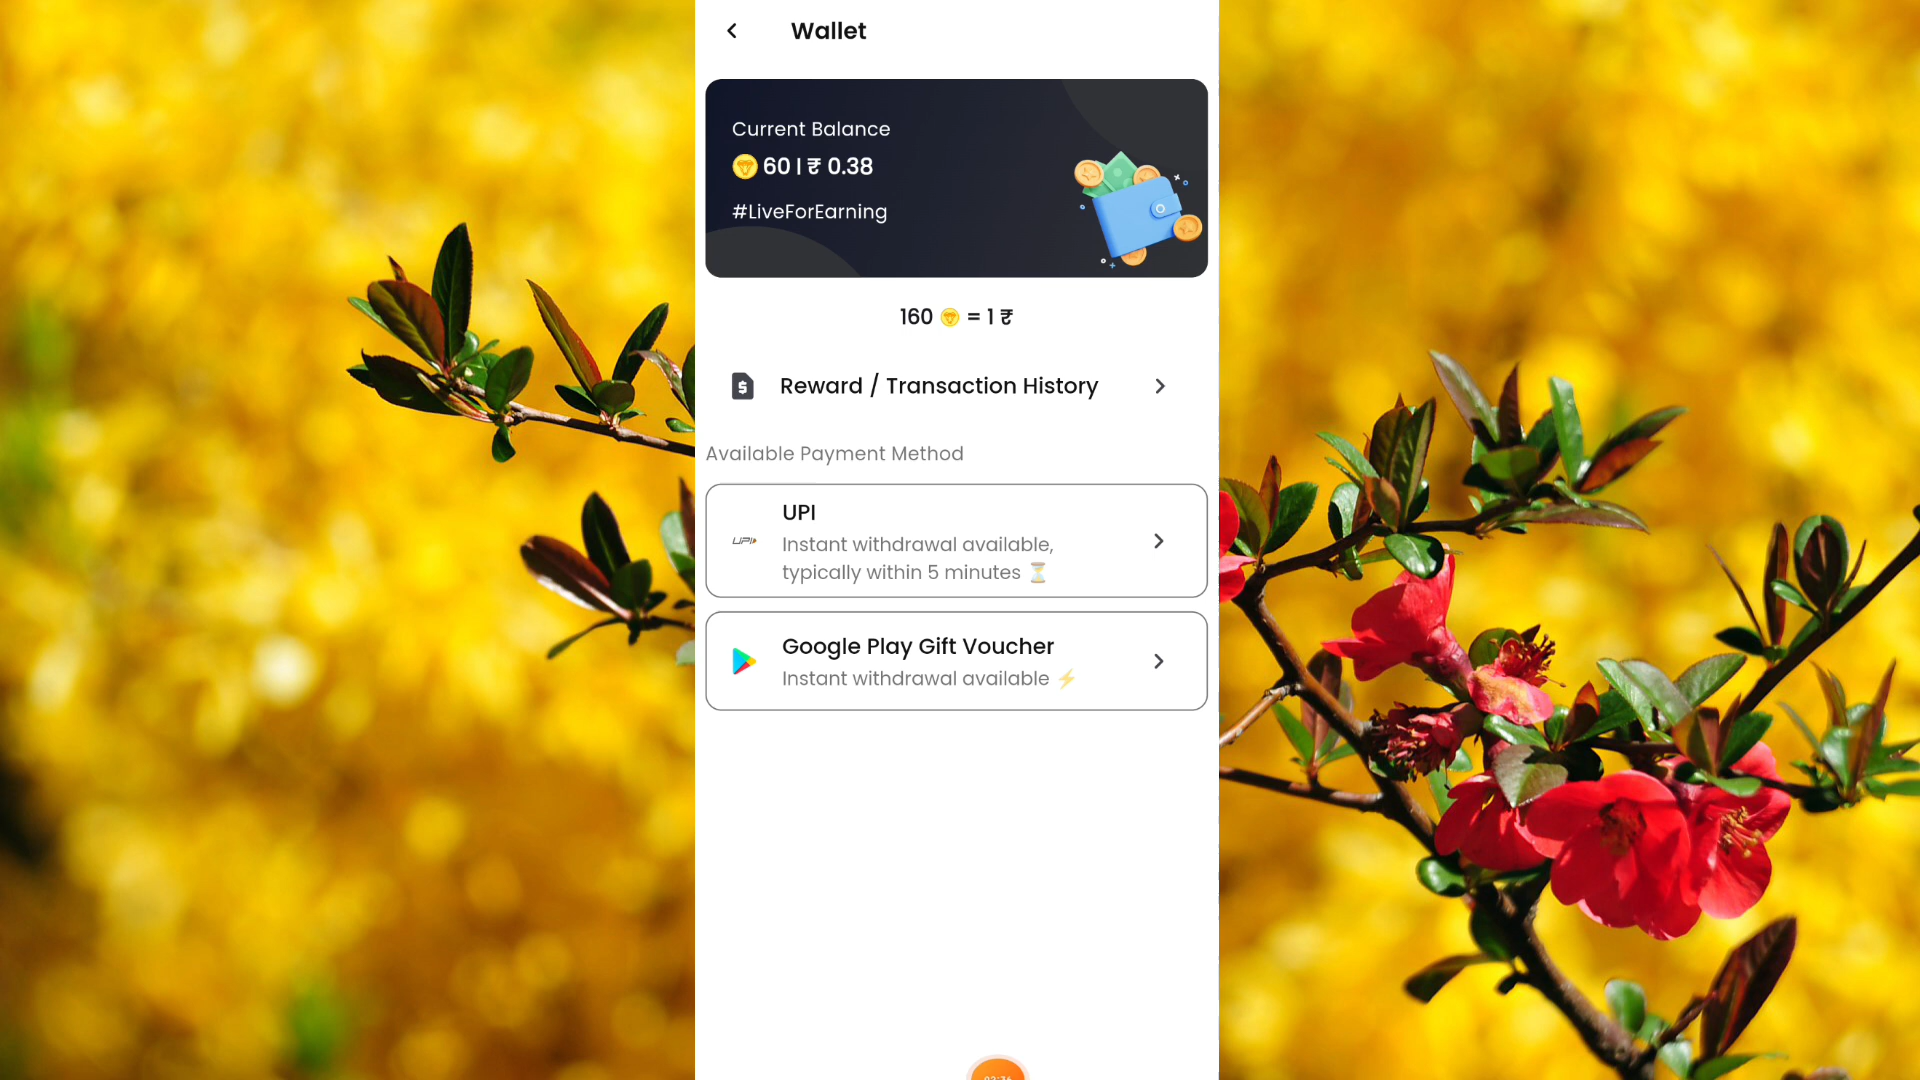 Wallet
Current Balance
60 | ₹ 0.38
#LiveForEarning
160 = 1 ₹
Reward / Transaction History
Available Payment Method
UPI
UPI
Instant withdrawal available,
typically within 5 minutes ⏳
Google Play Gift Voucher
Instant withdrawal available ⚡